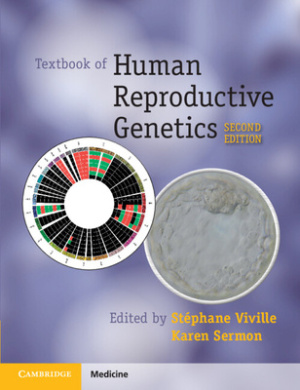 Textbook of Human
Reproductive
Genetics SECOND
EDITION
Edited by Stéphane Viville
Karen Sermon
CAMBRIDGE Medicine